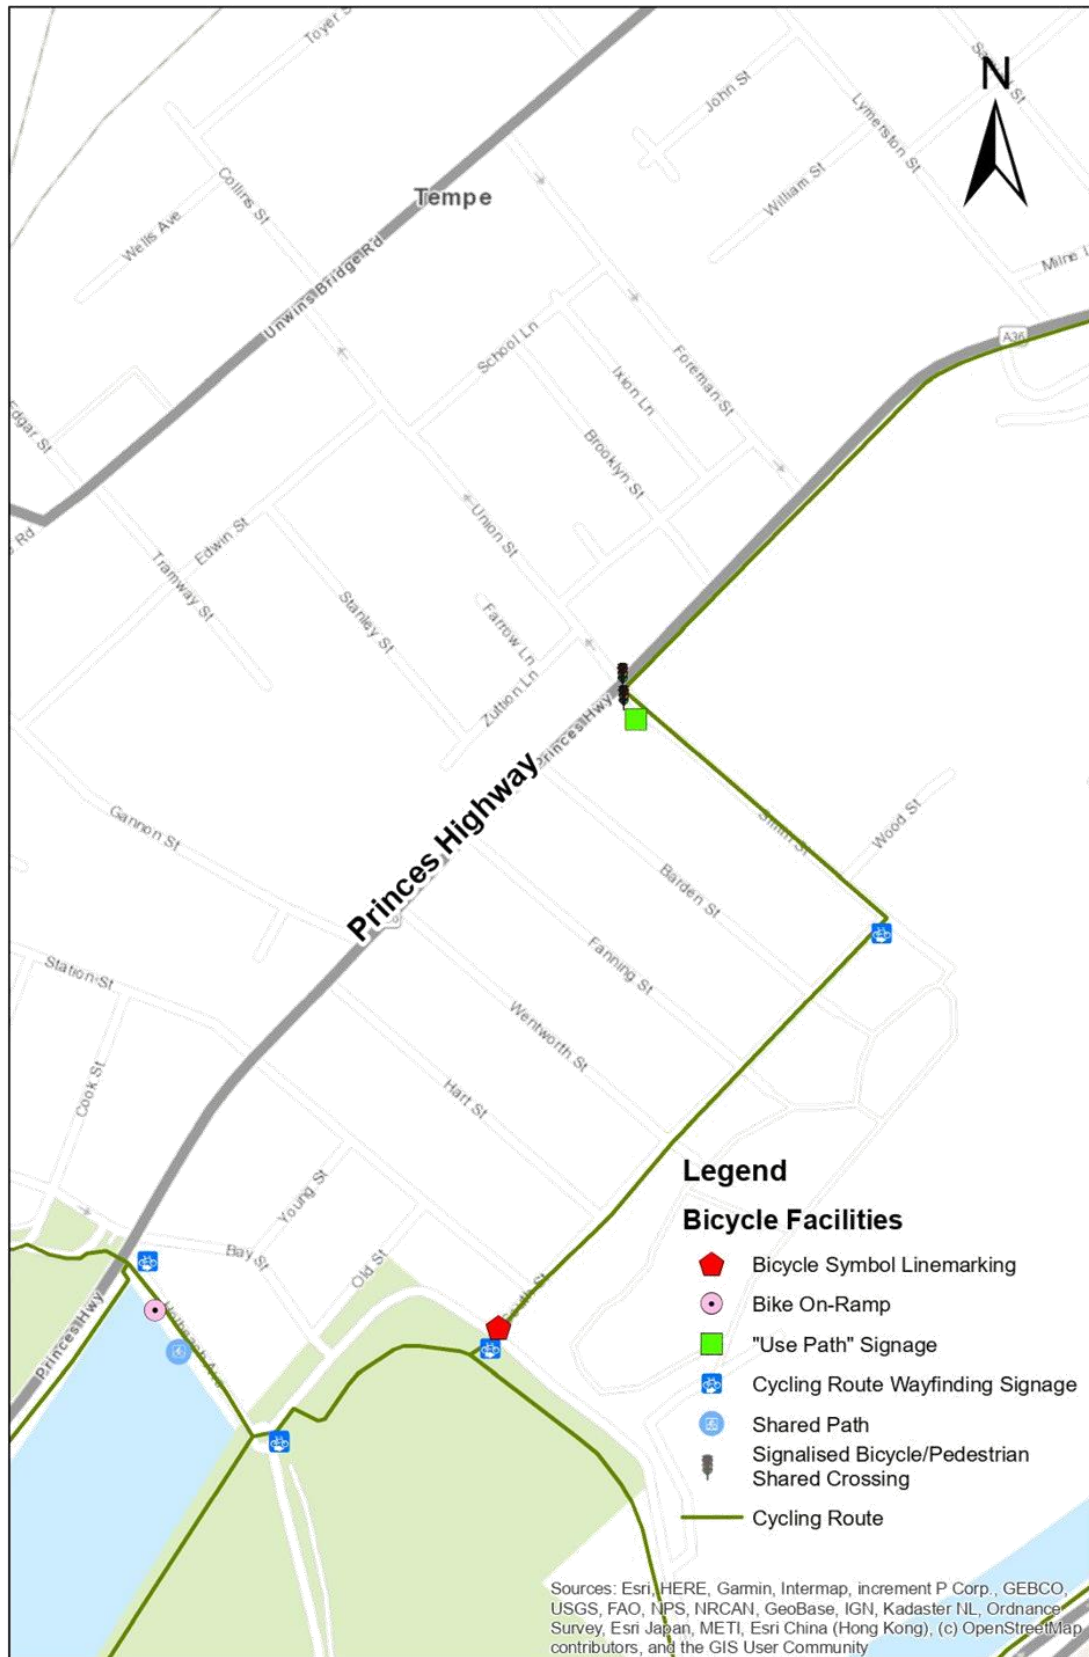 Toyer S
Sa
St
N
John St
Lymerston St
Collins St
William St
Tempe
Wells Ave
Unwins Bridge Rd
Milne L
A36
School Ln
Foreman St
Ixion Ln
Edgar St
Brooklyn St
Union St
Edwin St
Rd
Tramway St
Stanley St
Farrow Ln
Zuttion Ln
Princes Hwy
Princes Highway
Gannon St
Smith St
Wood St
Barden St
Fanning St
Station St
Wentworth St
Cook St
Hart St
Young St
Bay St
Old St
South St
Princes Hwy
Holbeach Ave
Legend
Bicycle Facilities
Bicycle Symbol Linemarking
Bike On-Ramp
"Use Path" Signage
Cycling Route Wayfinding Signage
Shared Path
Signalised Bicycle/Pedestrian
Shared Crossing
Cycling Route
Sources: Esri, HERE, Garmin, Intermap, increment P Corp., GEBCO,
USGS, FAO, NPS, NRCAN, GeoBase, IGN, Kadaster NL, Ordnance
Survey, Esri Japan, METI, Esri China (Hong Kong), (c) OpenStreetMap
contributors, and the GIS User Community